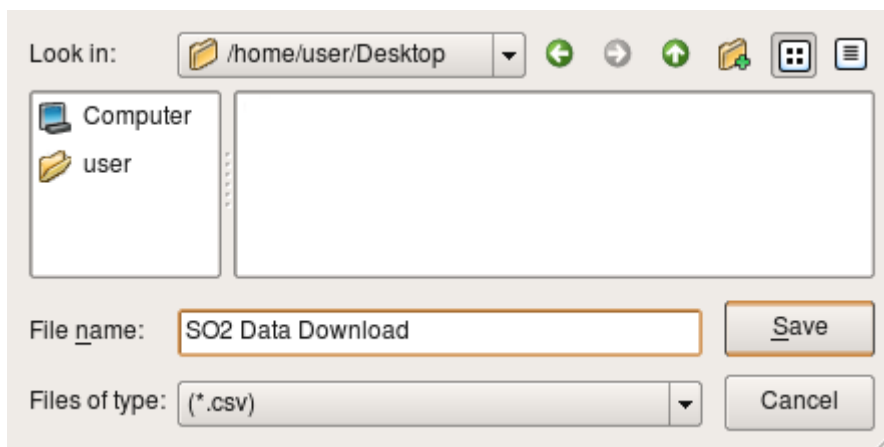 Look in: /home/user/Desktop
Computer
user
File name: SO2 Data Download Save
Files of type: (*.csv) Cancel